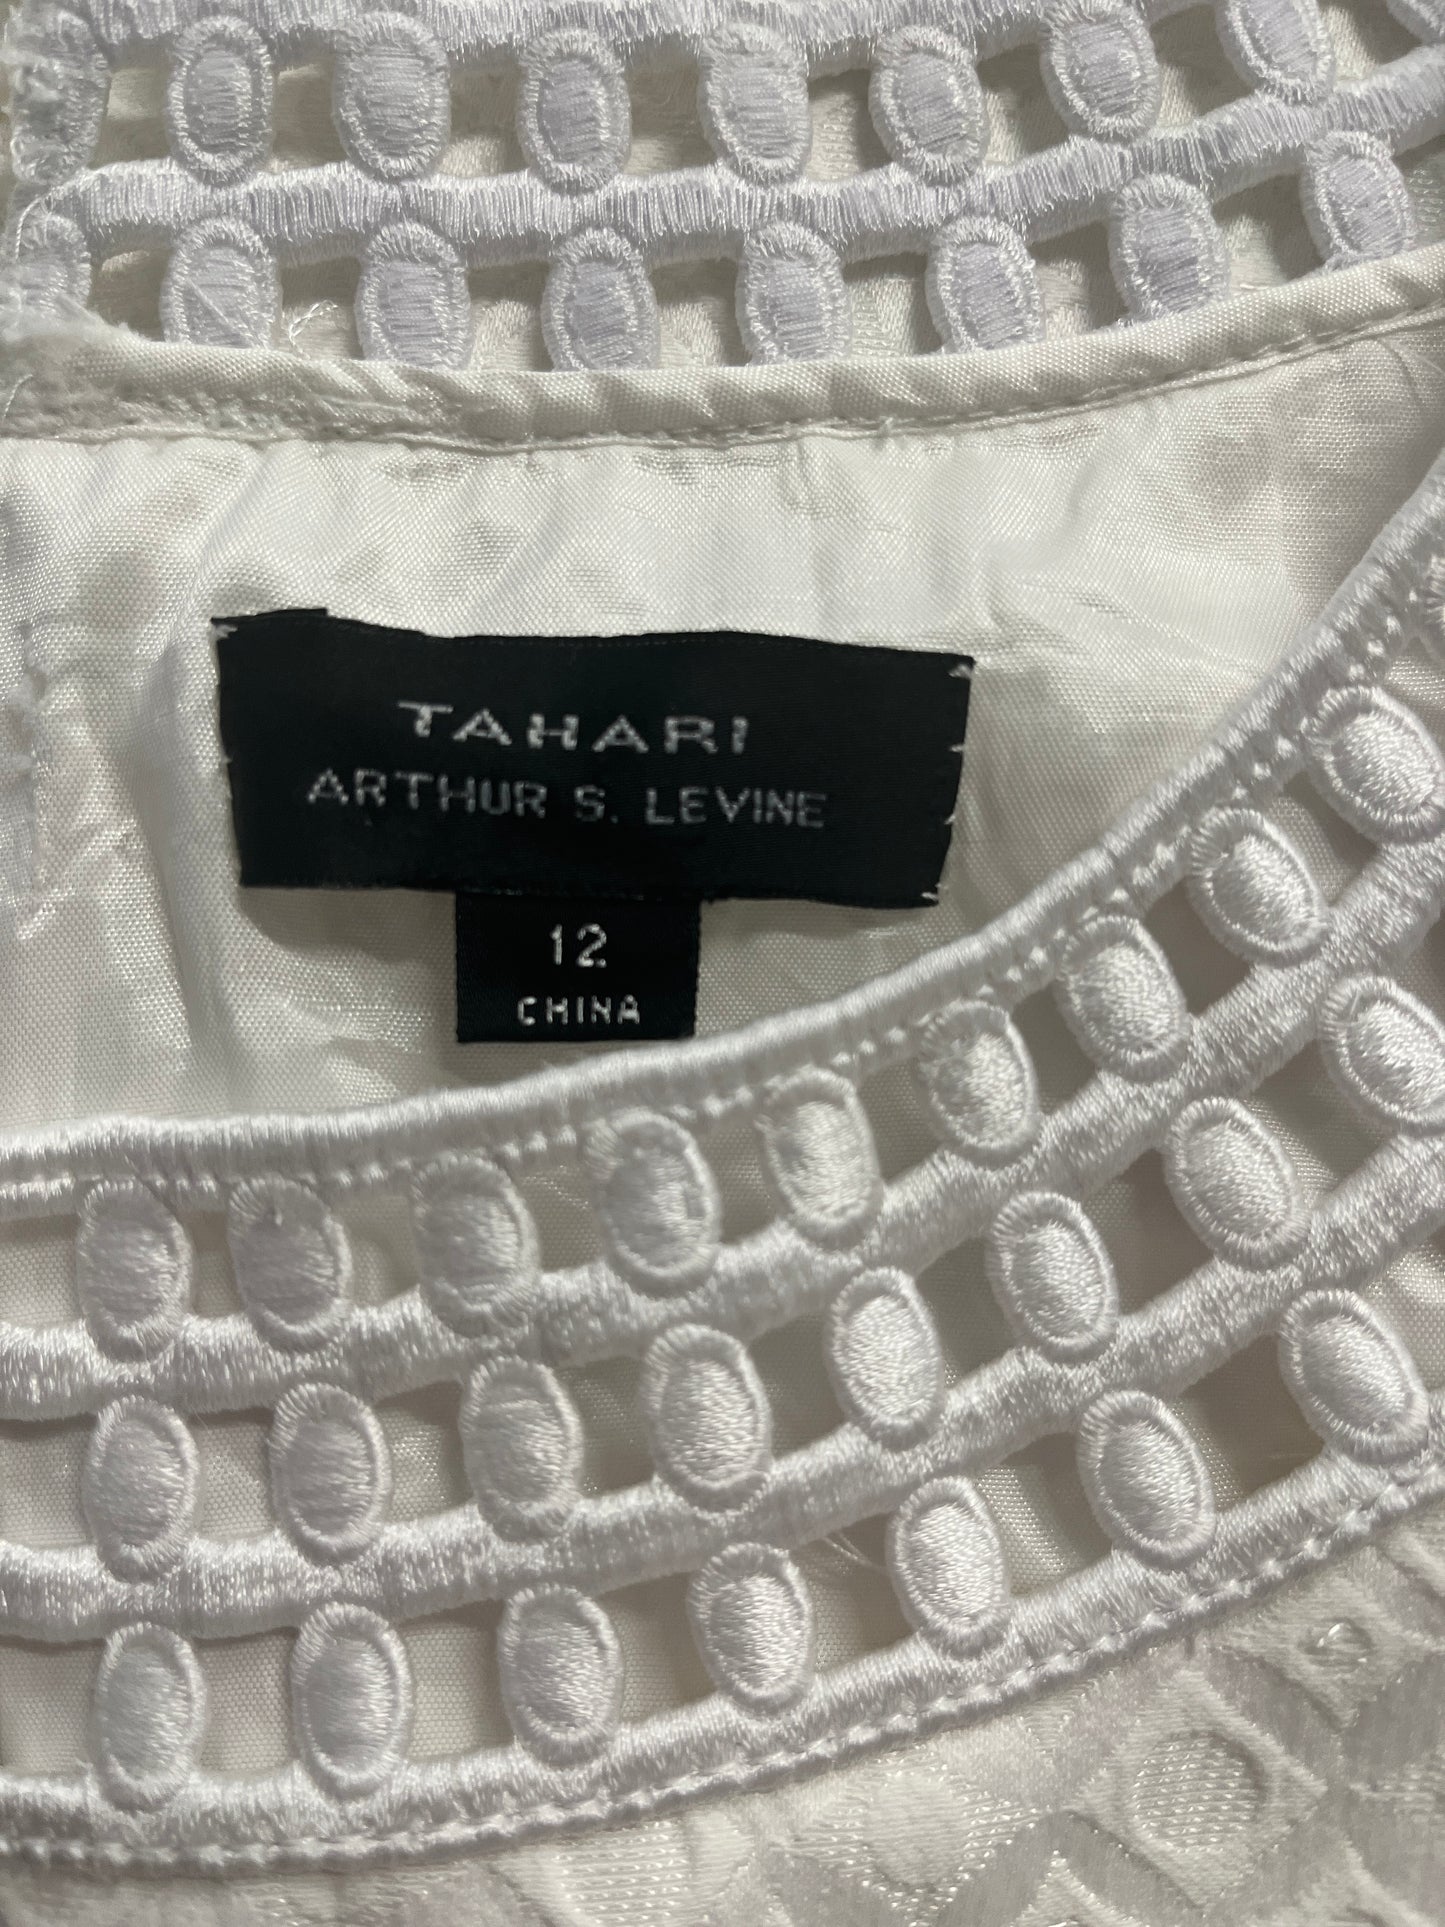 TAHARI
ARTHUR S. LEVINE
12
CHINA